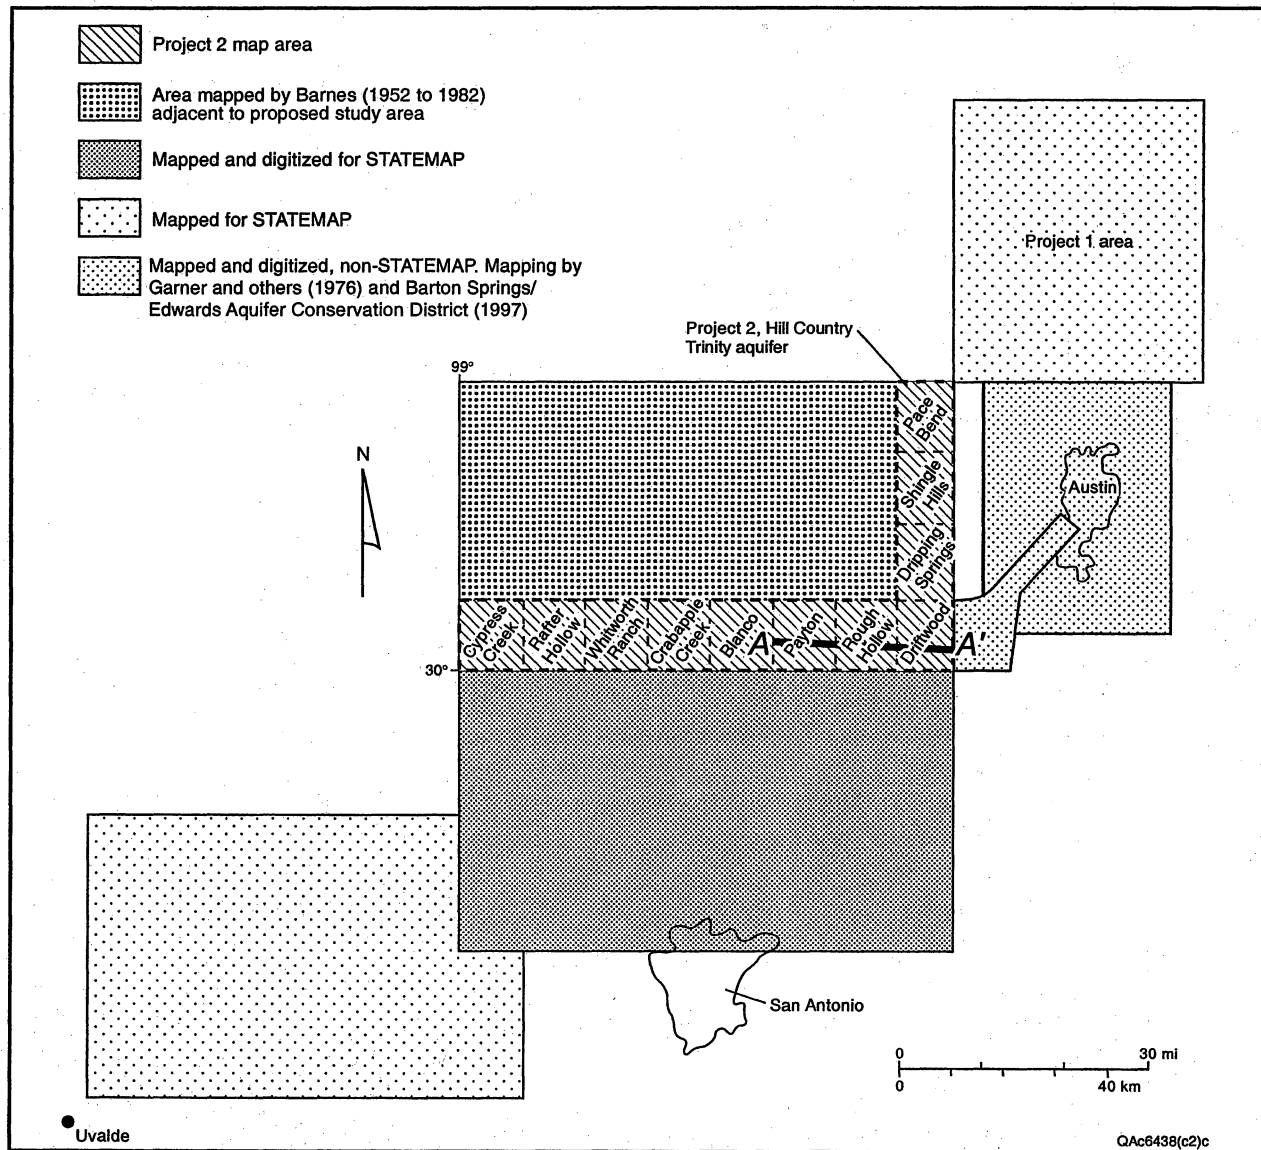 Project 2 map area
Area mapped by Barnes (1952 to 1982)
adjacent to proposed study area
Mapped and digitized for STATEMAP
Mapped for STATEMAP
Mapped and digitized, non-STATEMAP. Mapping by
Garner and others (1976) and Barton Springs/
Edwards Aquifer Conservation District (1997)
Project 1 area
Project 2, Hill Country
Trinity aquifer
99°
N
Pace
Bend
Shingle
Hills
Austin
Dripping
Springs
Cypress
Creek
Rafter
Hollow
Whitworth
Ranch
Crabapple
Creek
Blanco
A
Payton
Rough
Hollow
Driftwood
A'
30°
San Antonio
0
30 mi
0
40 km
Uvalde
QAc6438(c2)c